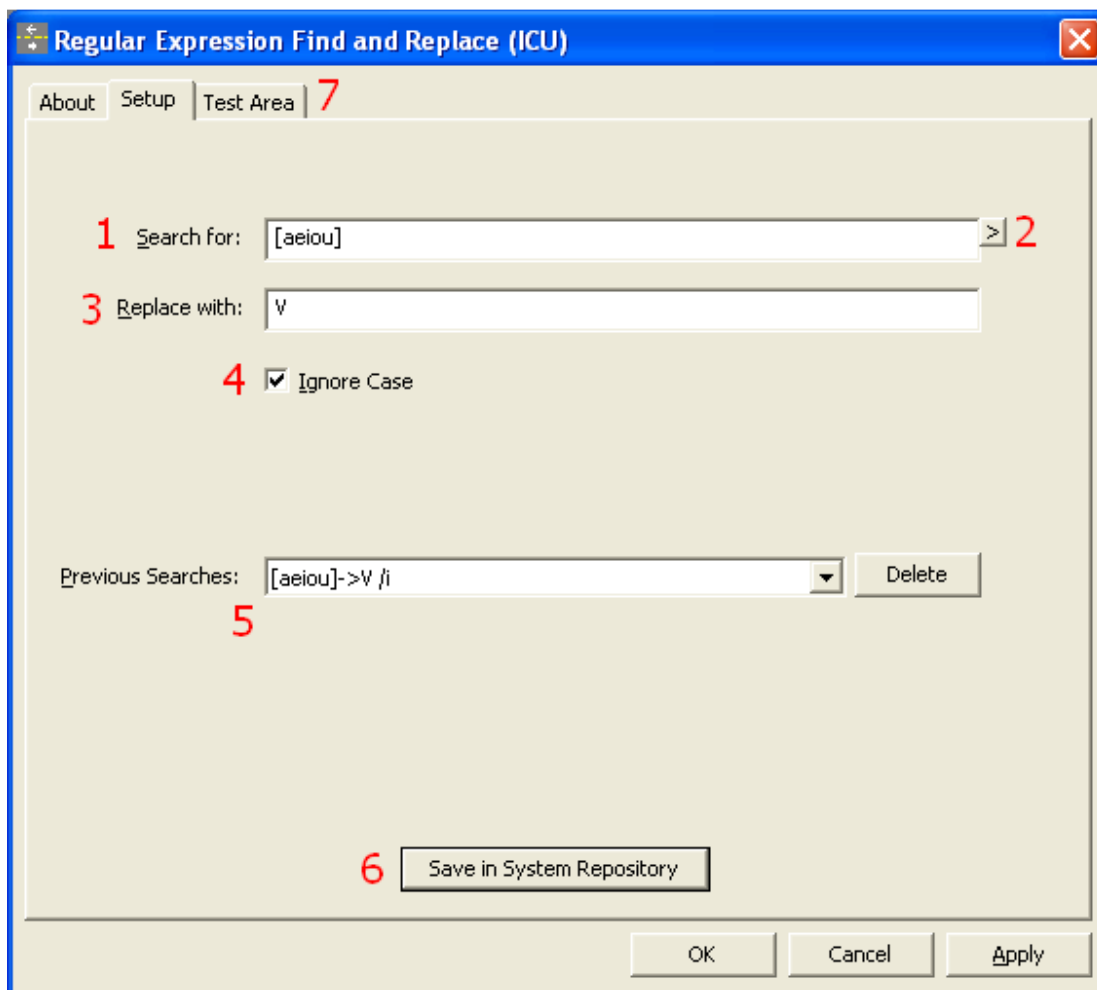 Regular Expression Find and Replace (ICU)
About Setup Test Area 7
1 Search for: [aeiou] > 2
3 Replace with: V
4 Ignore Case
Previous Searches: [aeiou]->V /i Delete
5
6 Save in System Repository
OK Cancel Apply